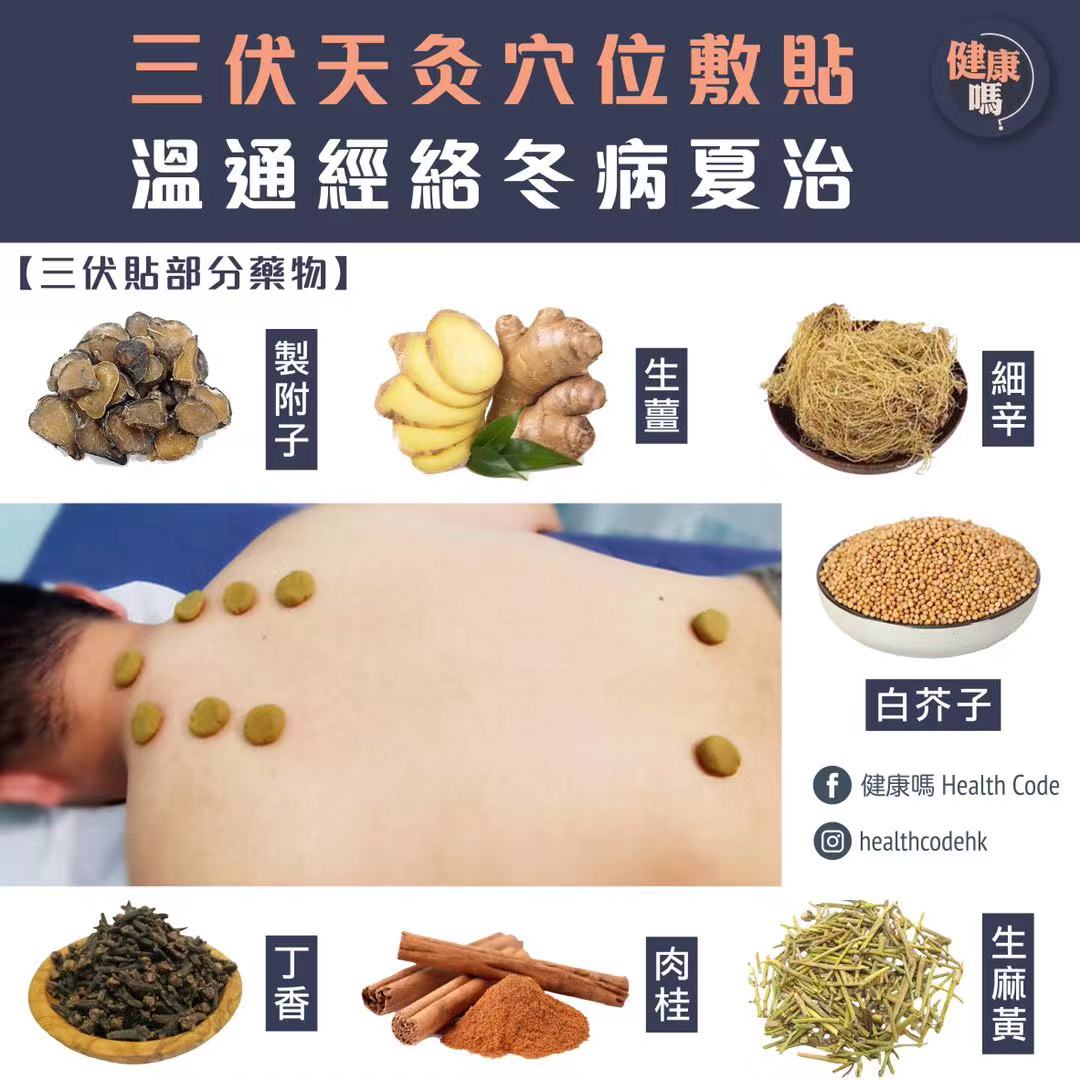 三伏天灸穴位敷貼
健康
嗎
溫通經絡冬病夏治
【三伏貼部分藥物】
製附子
生薑
細辛
白芥子
健康嗎 Health Code
healthcodehk
丁香
肉桂
生麻黃